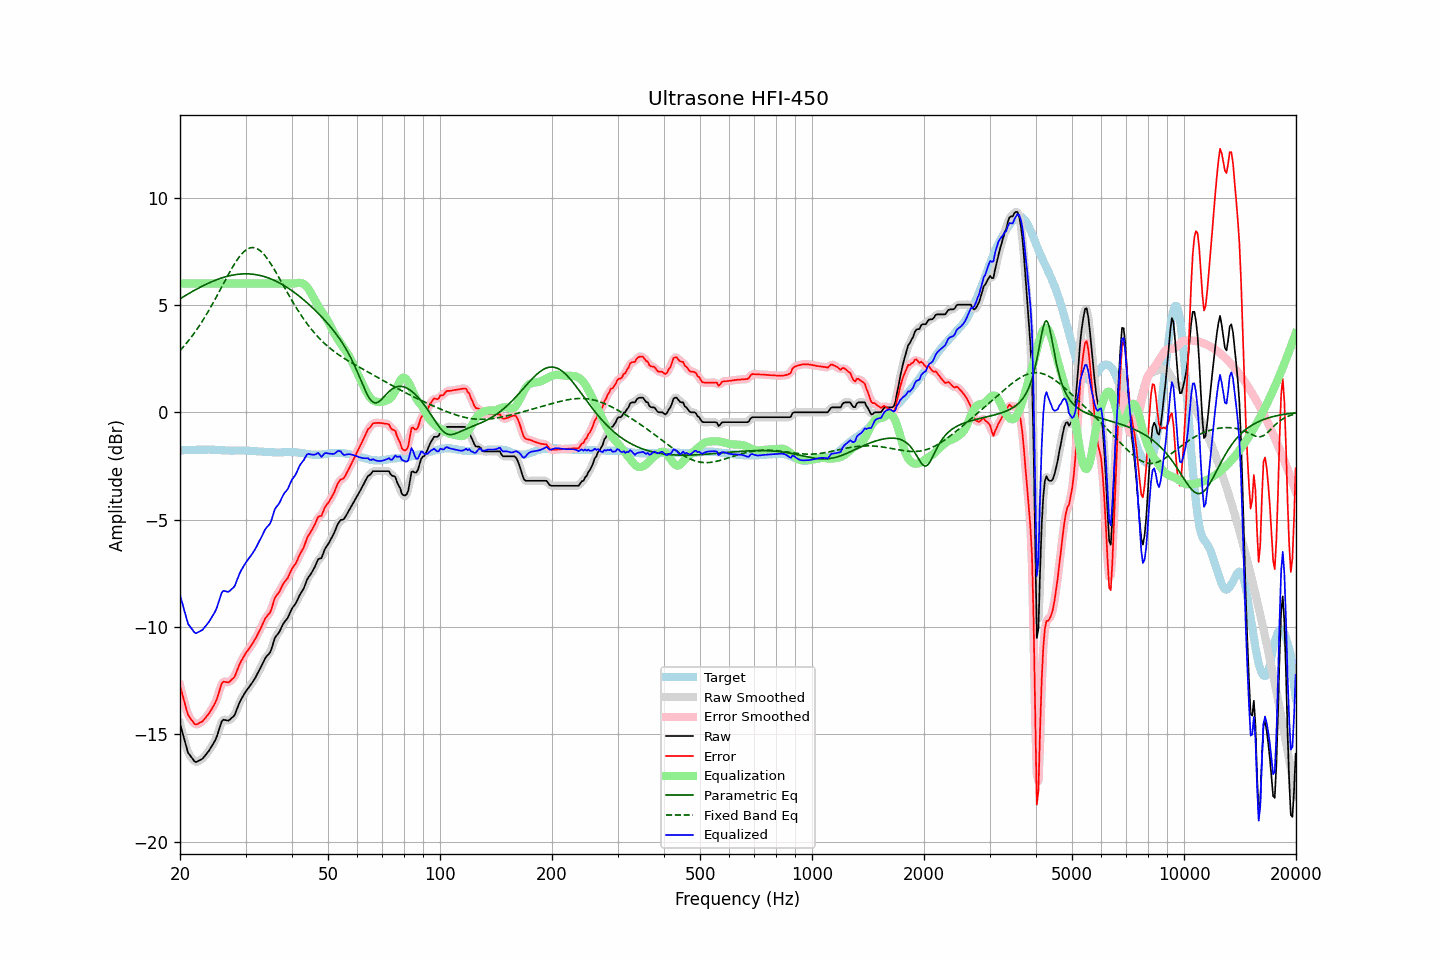 Ultrasone HFI-450
Amplitude (dBr)
10
5
0
−5
−10
−15
−20
20
50
100
200
500
1000
2000
5000
10000
20000
Frequency (Hz)
Target
Raw Smoothed
Error Smoothed
Raw
Error
Equalization
Parametric Eq
Fixed Band Eq
Equalized